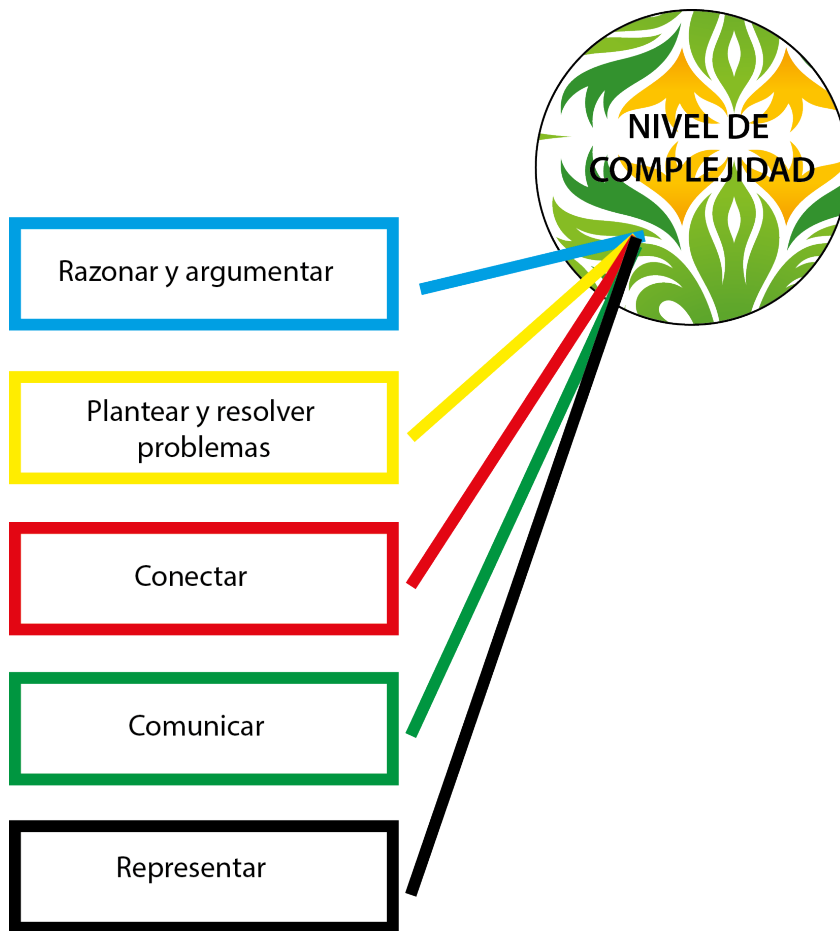 NIVEL DE
COMPLEJIDAD
Razonar y argumentar
Plantear y resolver
problemas
Conectar
Comunicar
Representar